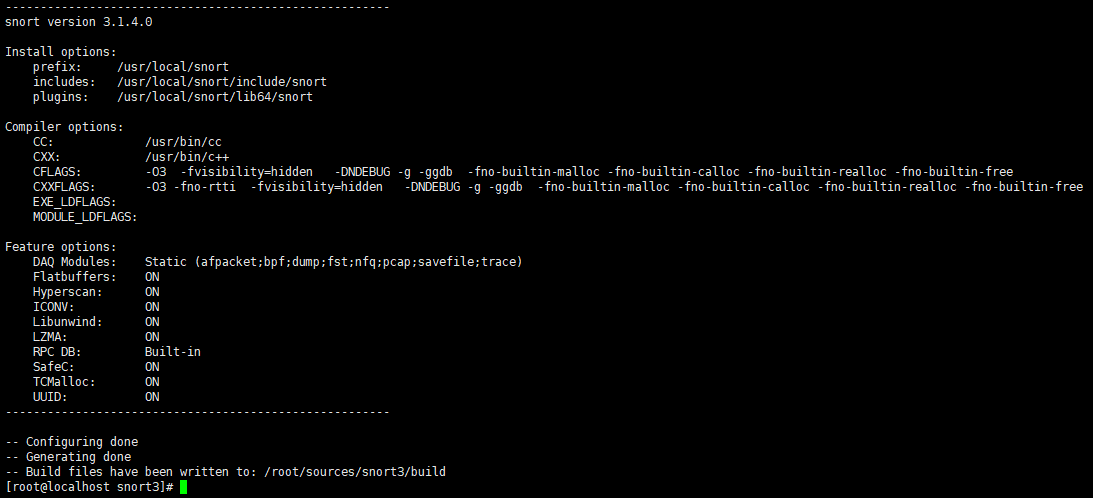 -------------------------------------------------------
snort version 3.1.4.0
Install options:
    prefix:     /usr/local/snort
    includes:   /usr/local/snort/include/snort
    plugins:    /usr/local/snort/lib64/snort
Compiler options:
    CC:             /usr/bin/cc
    CXX:            /usr/bin/c++
    CFLAGS:         -O3  -fvisibility=hidden   -DNDEBUG -g -ggdb  -fno-builtin-malloc -fno-builtin-calloc -fno-builtin-realloc -fno-builtin-free
    CXXFLAGS:       -O3 -fno-rtti  -fvisibility=hidden   -DNDEBUG -g -ggdb  -fno-builtin-malloc -fno-builtin-calloc -fno-builtin-realloc -fno-builtin-free
    EXE_LDFLAGS:
    MODULE_LDFLAGS:
Feature options:
    DAQ Modules:    Static (afpacket;bpf;dump;fst;nfq;pcap;savefile;trace)
    Flatbuffers:    ON
    Hyperscan:      ON
    ICONV:          ON
    Libunwind:      ON
    LZMA:           ON
    RPC DB:         Built-in
    SafeC:          ON
    TCMalloc:       ON
    UUID:           ON
-------------------------------------------------------
-- Configuring done
-- Generating done
-- Build files have been written to: /root/sources/snort3/build
[root@localhost snort3]#